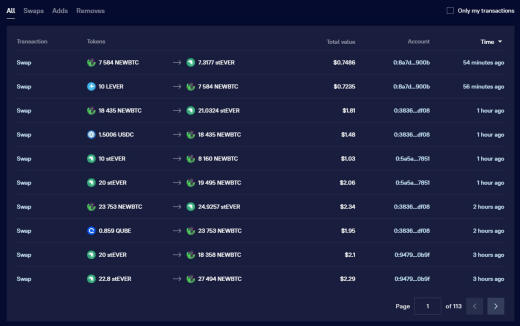 All Swaps Adds Removes Only my transactions
Transaction Tokens Total value Account Time
Swap 7 584 NEWBTC → 7.3177 stEVER $0.7486 0:8a7d...900b 54 minutes ago
Swap 10 LEVER → 7 584 NEWBTC $0.7235 0:8a7d...900b 56 minutes ago
Swap 18 435 NEWBTC → 21.0324 stEVER $1.81 0:3836...df08 1 hour ago
Swap 1.5006 USDC → 18 435 NEWBTC $1.48 0:3836...df08 1 hour ago
Swap 10 stEVER → 8 160 NEWBTC $1.03 0:5a5a...7851 1 hour ago
Swap 20 stEVER → 19 495 NEWBTC $2.06 0:5a5a...7851 1 hour ago
Swap 23 753 NEWBTC → 24.9257 stEVER $2.34 0:3836...df08 2 hours ago
Swap 0.859 QUBE → 23 753 NEWBTC $1.95 0:3836...df08 2 hours ago
Swap 20 stEVER → 18 358 NEWBTC $2.1 0:9479...0b9f 3 hours ago
Swap 22.8 stEVER → 27 494 NEWBTC $2.29 0:9479...0b9f 3 hours ago
Page 1 of 113